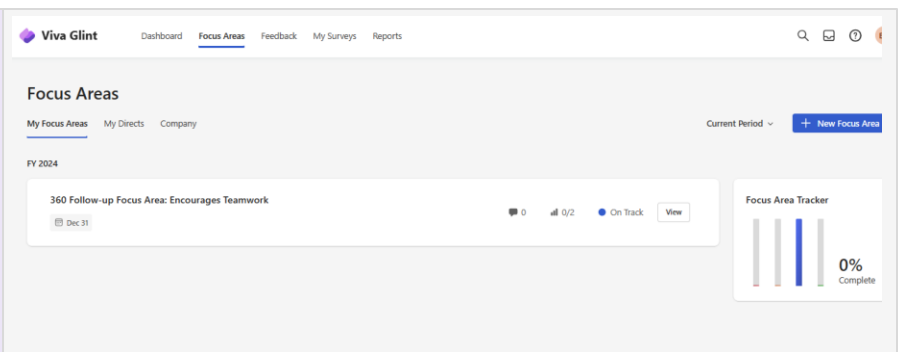 Viva Glint
Dashboard Focus Areas Feedback My Surveys Reports
Focus Areas
My Focus Areas My Directs Company
Current Period
New Focus Area
FY 2024
360 Follow-up Focus Area: Encourages Teamwork
Dec 31
0 0/2 On Track View
Focus Area Tracker
0%
Complete